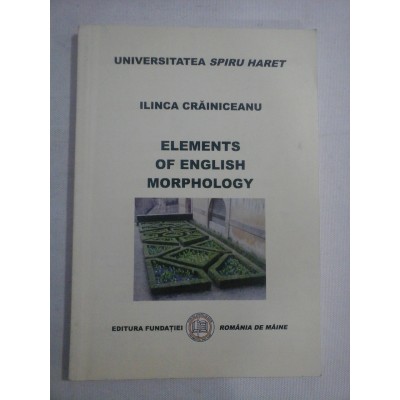 UNIVERSITATEA SPIRU HARET
ILINCA CRĂINICEANU
ELEMENTS
OF ENGLISH
MORPHOLOGY
EDITURA FUNDAȚIEI ROMÂNIA DE MÂINE